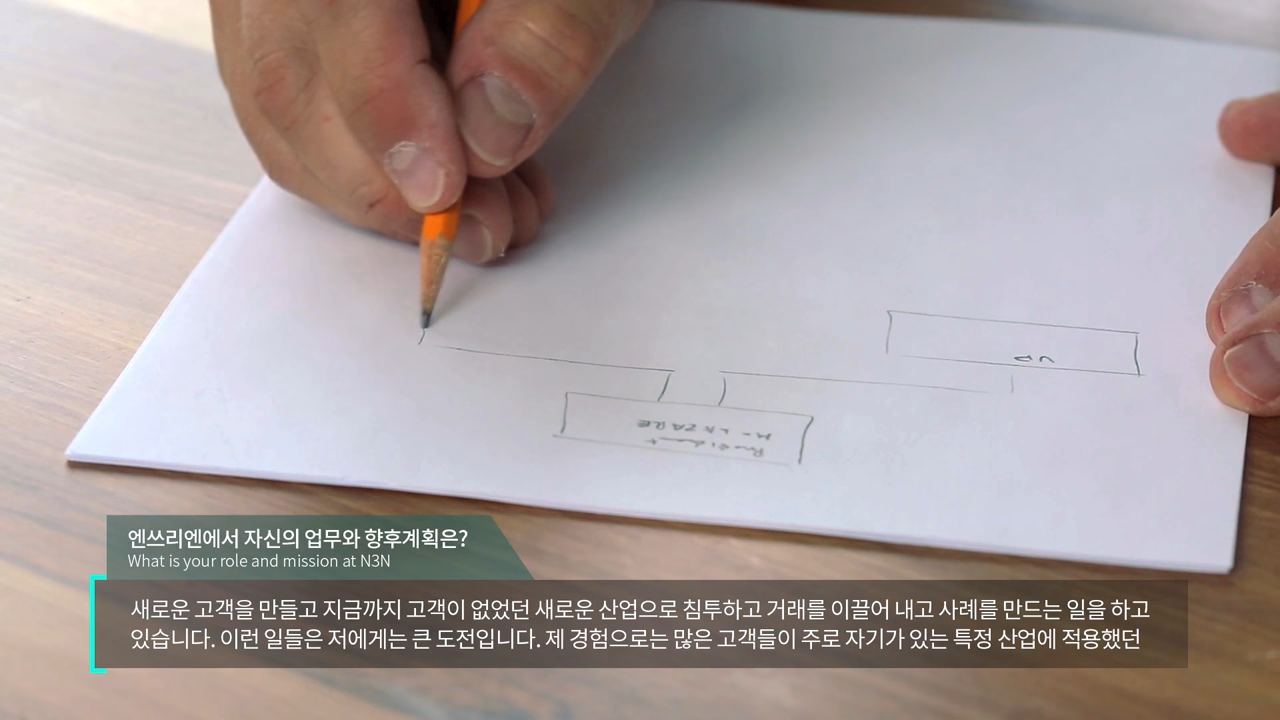 엔쓰리엔에서 자신의 업무와 향후계획은?
What is your role and mission at N3N
새로운 고객을 만들고 지금까지 고객이 없었던 새로운 산업으로 침투하고 거래를 이끌어 내고 사례를 만드는 일을 하고
있습니다. 이런 일들은 저에게는 큰 도전입니다. 제 경험으로는 많은 고객들이 주로 자기가 있는 특정 산업에 적용했던